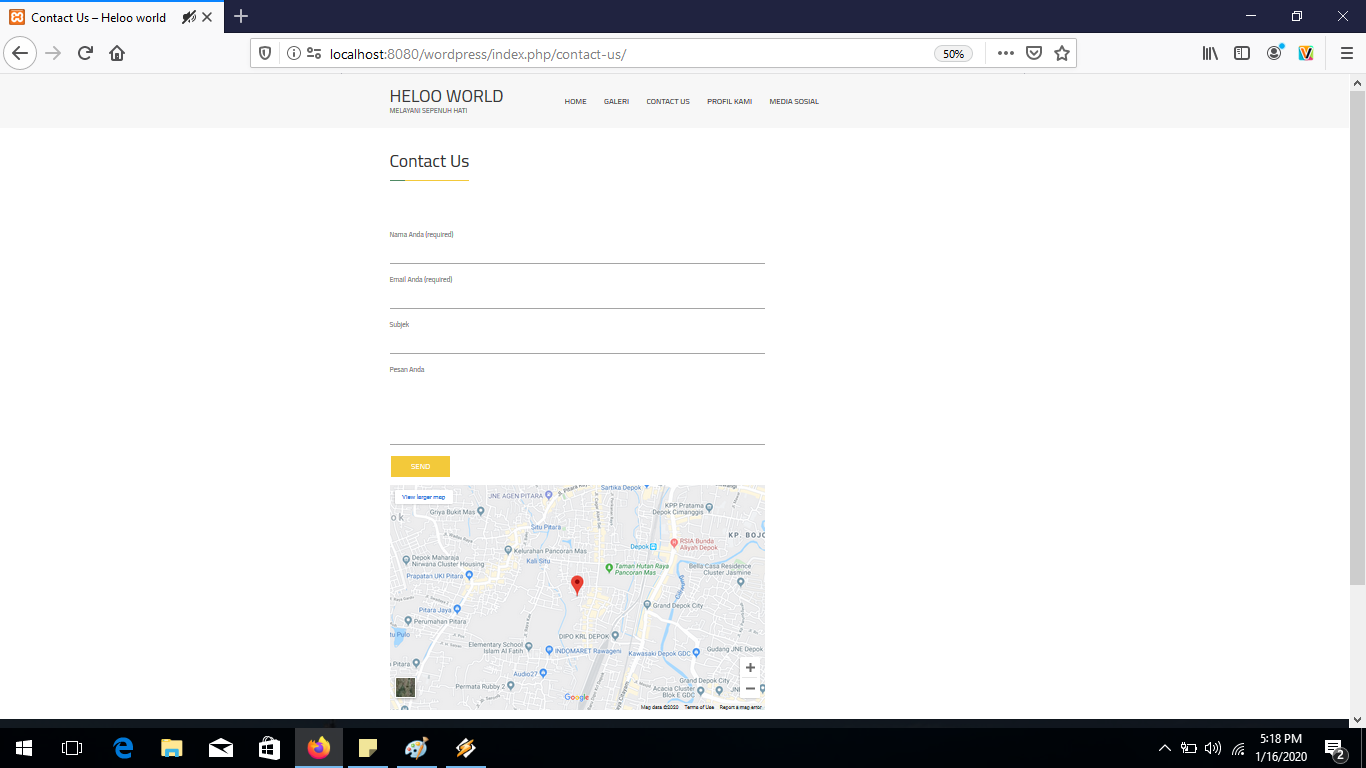 Contact Us – Heloo world
localhost:8080/wordpress/index.php/contact-us/
50%
HELOO WORLD
MELAYANI SEPENUH HATI
HOME GALERI CONTACT US PROFIL KAMI MEDIA SOSIAL
Contact Us
Nama Anda (required)
Email Anda (required)
Subjek
Pesan Anda
SEND
View larger map
JNE AGEN PITARA
Sartika Depok
Griya Bukit Mas
KPP Pratama
Depok Cimanggis
Situ Pitara
KP. BOJO
RSIA Bunda
Aliyah Depok
Depok
Kelurahan Pancoran Mas
Kali Situ
Depok Maharaja
Nirwana Cluster Housing
Taman Hutan Raya
Pancoran Mas
Bella Casa Residence
Cluster Jasmine
Prapatan UKI Pitara
Pitara Jaya
Grand Depok City
Perumahan Pitara
tu Pulo
DIPO KRL DEPOK
Elementary School
Islam Al Fatih
INDOMARET Rawageni
Kawasaki Depok GDC
Gudang JNE Depok
Pitara
Audio27
Permata Rubby 2
Grand Depok City
Acacia Cluster
Blok E GDC
Google
Map data ©2020 Terms of Use Report a map error
5:18 PM
1/16/2020
2